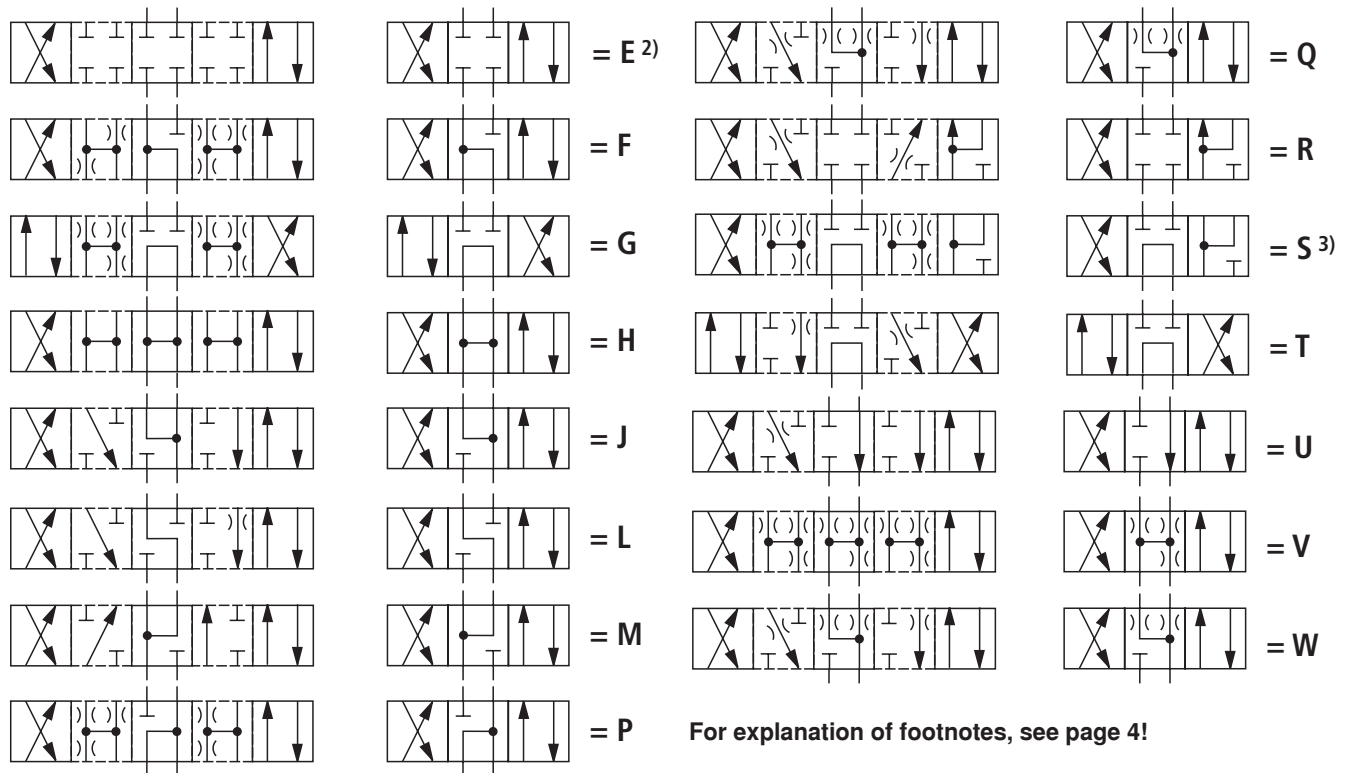 = E 2)
= F
= G
= H
= J
= L
= M
= P
= Q
= R
= S 3)
= T
= U
= V
= W
For explanation of footnotes, see page 4!